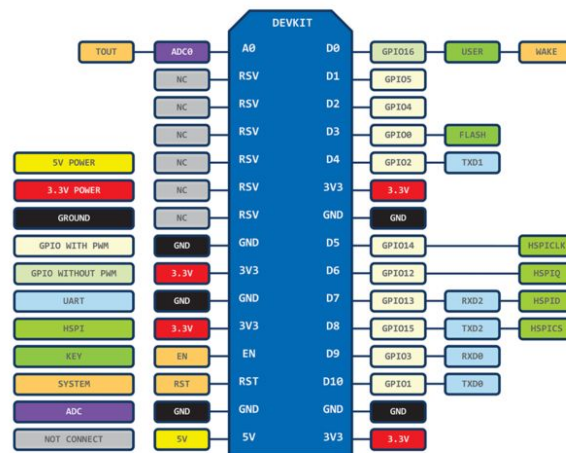 DEVKIT
TOUT ADC0 A0 D0 GPIO16 USER WAKE
NC RSV D1 GPIO5
NC RSV D2 GPIO4
NC RSV D3 GPIO0 FLASH
5V POWER NC RSV D4 GPIO2 TXD1
3.3V POWER NC RSV 3V3 3.3V
GROUND NC RSV GND GND
GPIO WITH PWM GND GND D5 GPIO14 HSPICLK
GPIO WITHOUT PWM 3.3V 3V3 D6 GPIO12 HSPIQ
UART GND GND D7 GPIO13 RXD2 HSPID
HSPI 3.3V 3V3 D8 GPIO15 TXD2 HSPICS
KEY EN EN D9 GPIO3 RXD0
SYSTEM RST RST D10 GPIO1 TXD0
ADC GND GND GND GND
NOT CONNECT 5V 5V 3V3 3.3V